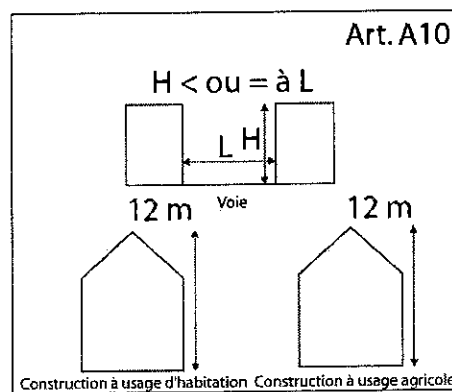 Art. A10
H < ou = à L
L H
Voie
12 m 12 m
Construction à usage d'habitation Construction à usage agricole